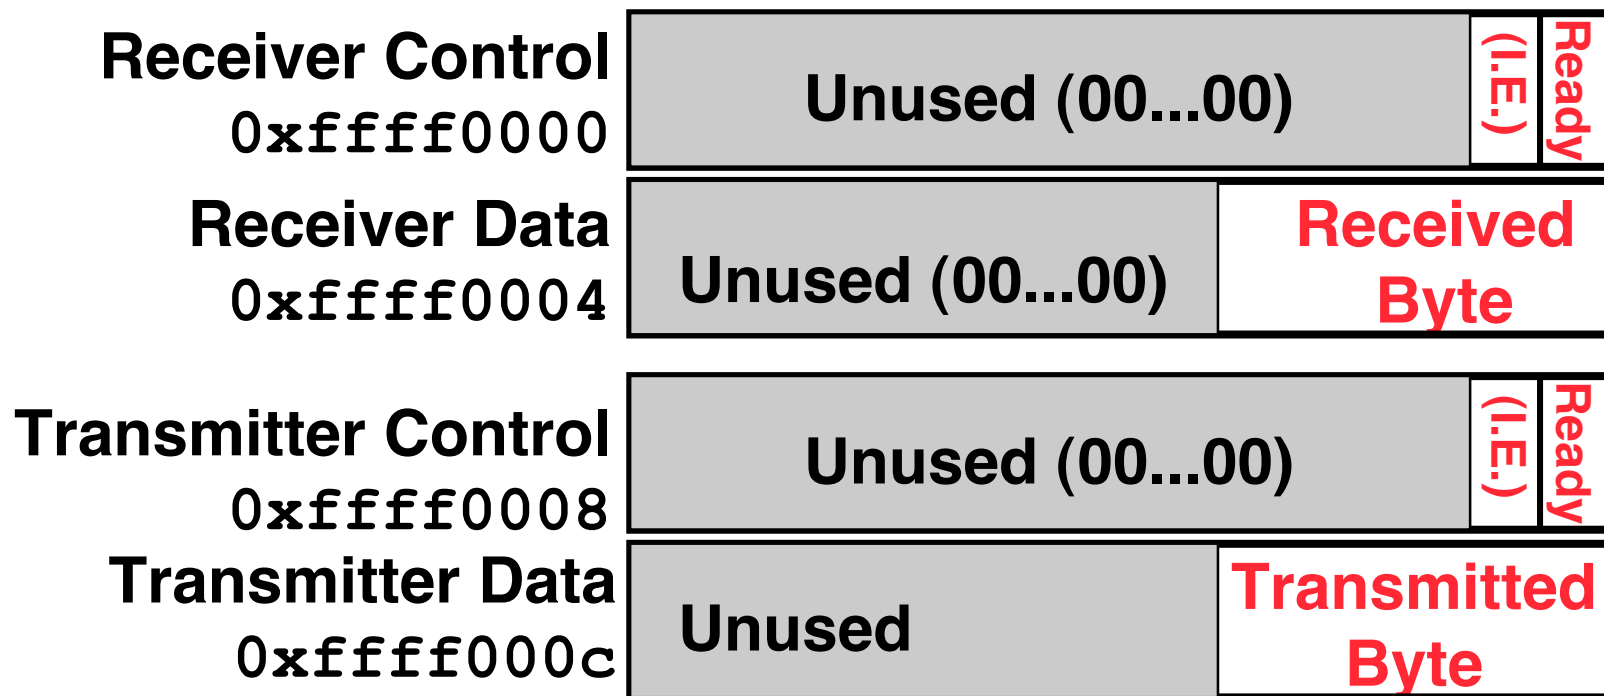 Receiver Control
0xffff0000
Unused (00...00)
(I.E.)
Ready
Receiver Data
0xffff0004
Unused (00...00)
Received
Byte
Transmitter Control
0xffff0008
Unused (00...00)
(I.E.)
Ready
Transmitter Data
0xffff000c
Unused
Transmitted
Byte